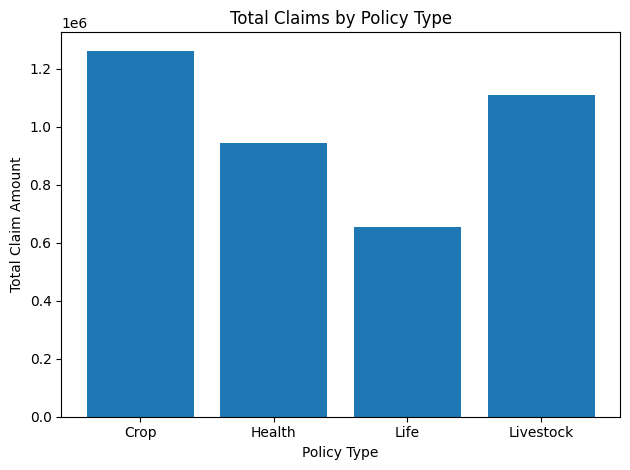 Total Claims by Policy Type
1e6
1.2
1.0
0.8
0.6
0.4
0.2
0.0
Total Claim Amount
Crop Health Life Livestock
Policy Type